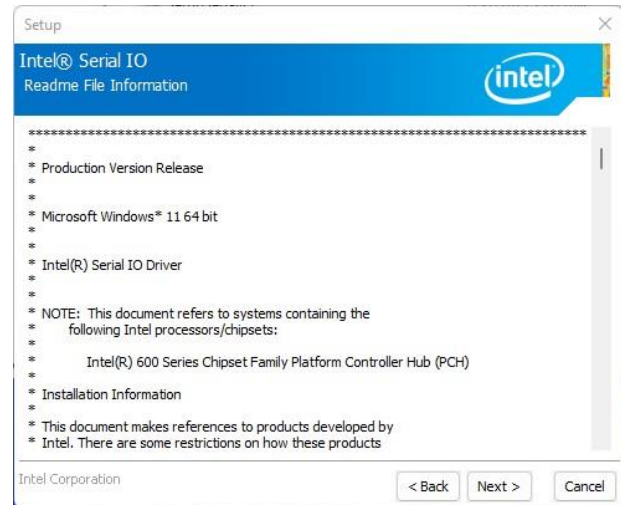 Setup
Intel® Serial IO
Readme File Information
intel
******************************************************************************
*
* Production Version Release
*
*
* Microsoft Windows* 11 64 bit
*
*
* Intel(R) Serial IO Driver
*
*
* NOTE: This document refers to systems containing the
* following Intel processors/chipsets:
*
* Intel(R) 600 Series Chipset Family Platform Controller Hub (PCH)
*
* Installation Information
*
* This document makes references to products developed by
* Intel. There are some restrictions on how these products
Intel Corporation
< Back Next > Cancel